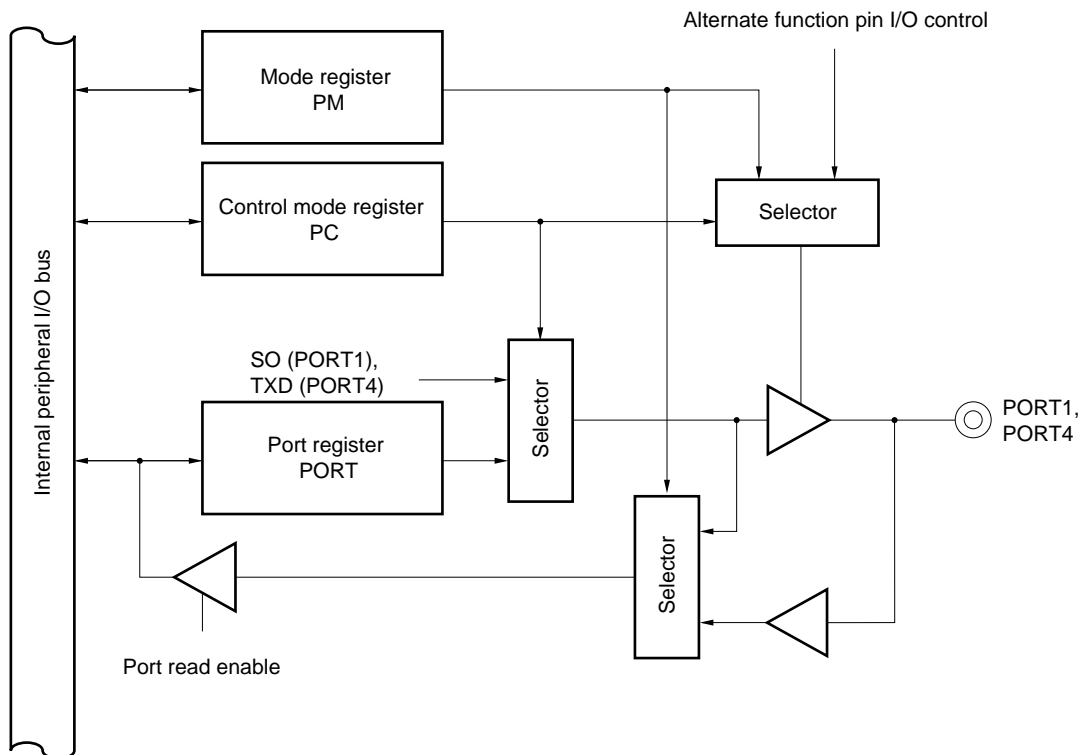 Alternate function pin I/O control
Mode register
PM
Control mode register
PC
Selector
Internal peripheral I/O bus
SO (PORT1),
TXD (PORT4)
Selector
Port register
PORT
PORT1,
PORT4
Selector
Port read enable